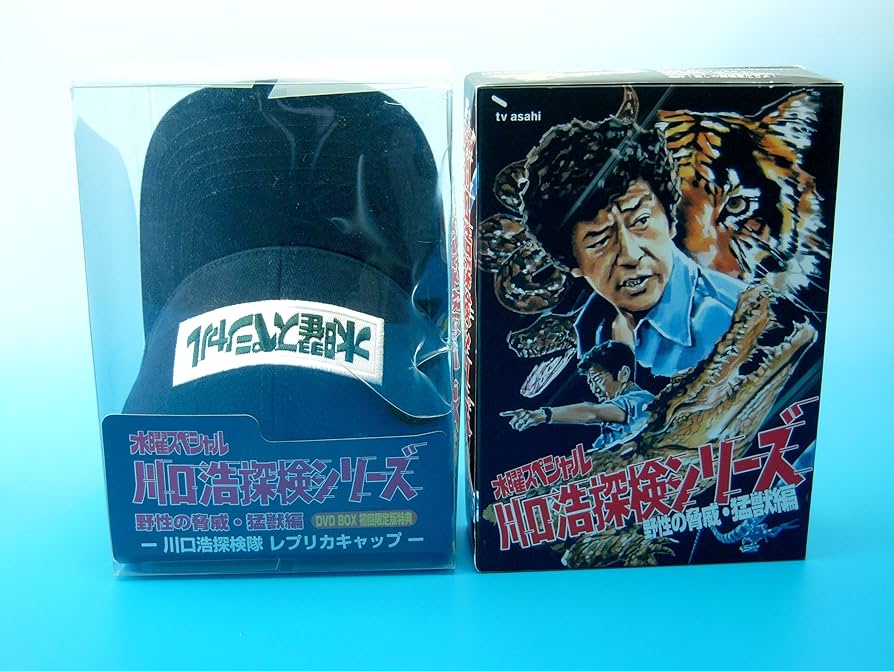 水曜スペシャル
水曜スペシャル
川口浩探検シリーズ
野性の脅威・猛獣編
DVD BOX 初回限定版特典
ー 川口浩探検隊 レプリカキャップ ー
tv asahi
水曜スペシャル
川口浩探検シリーズ
野性の脅威・猛獣編